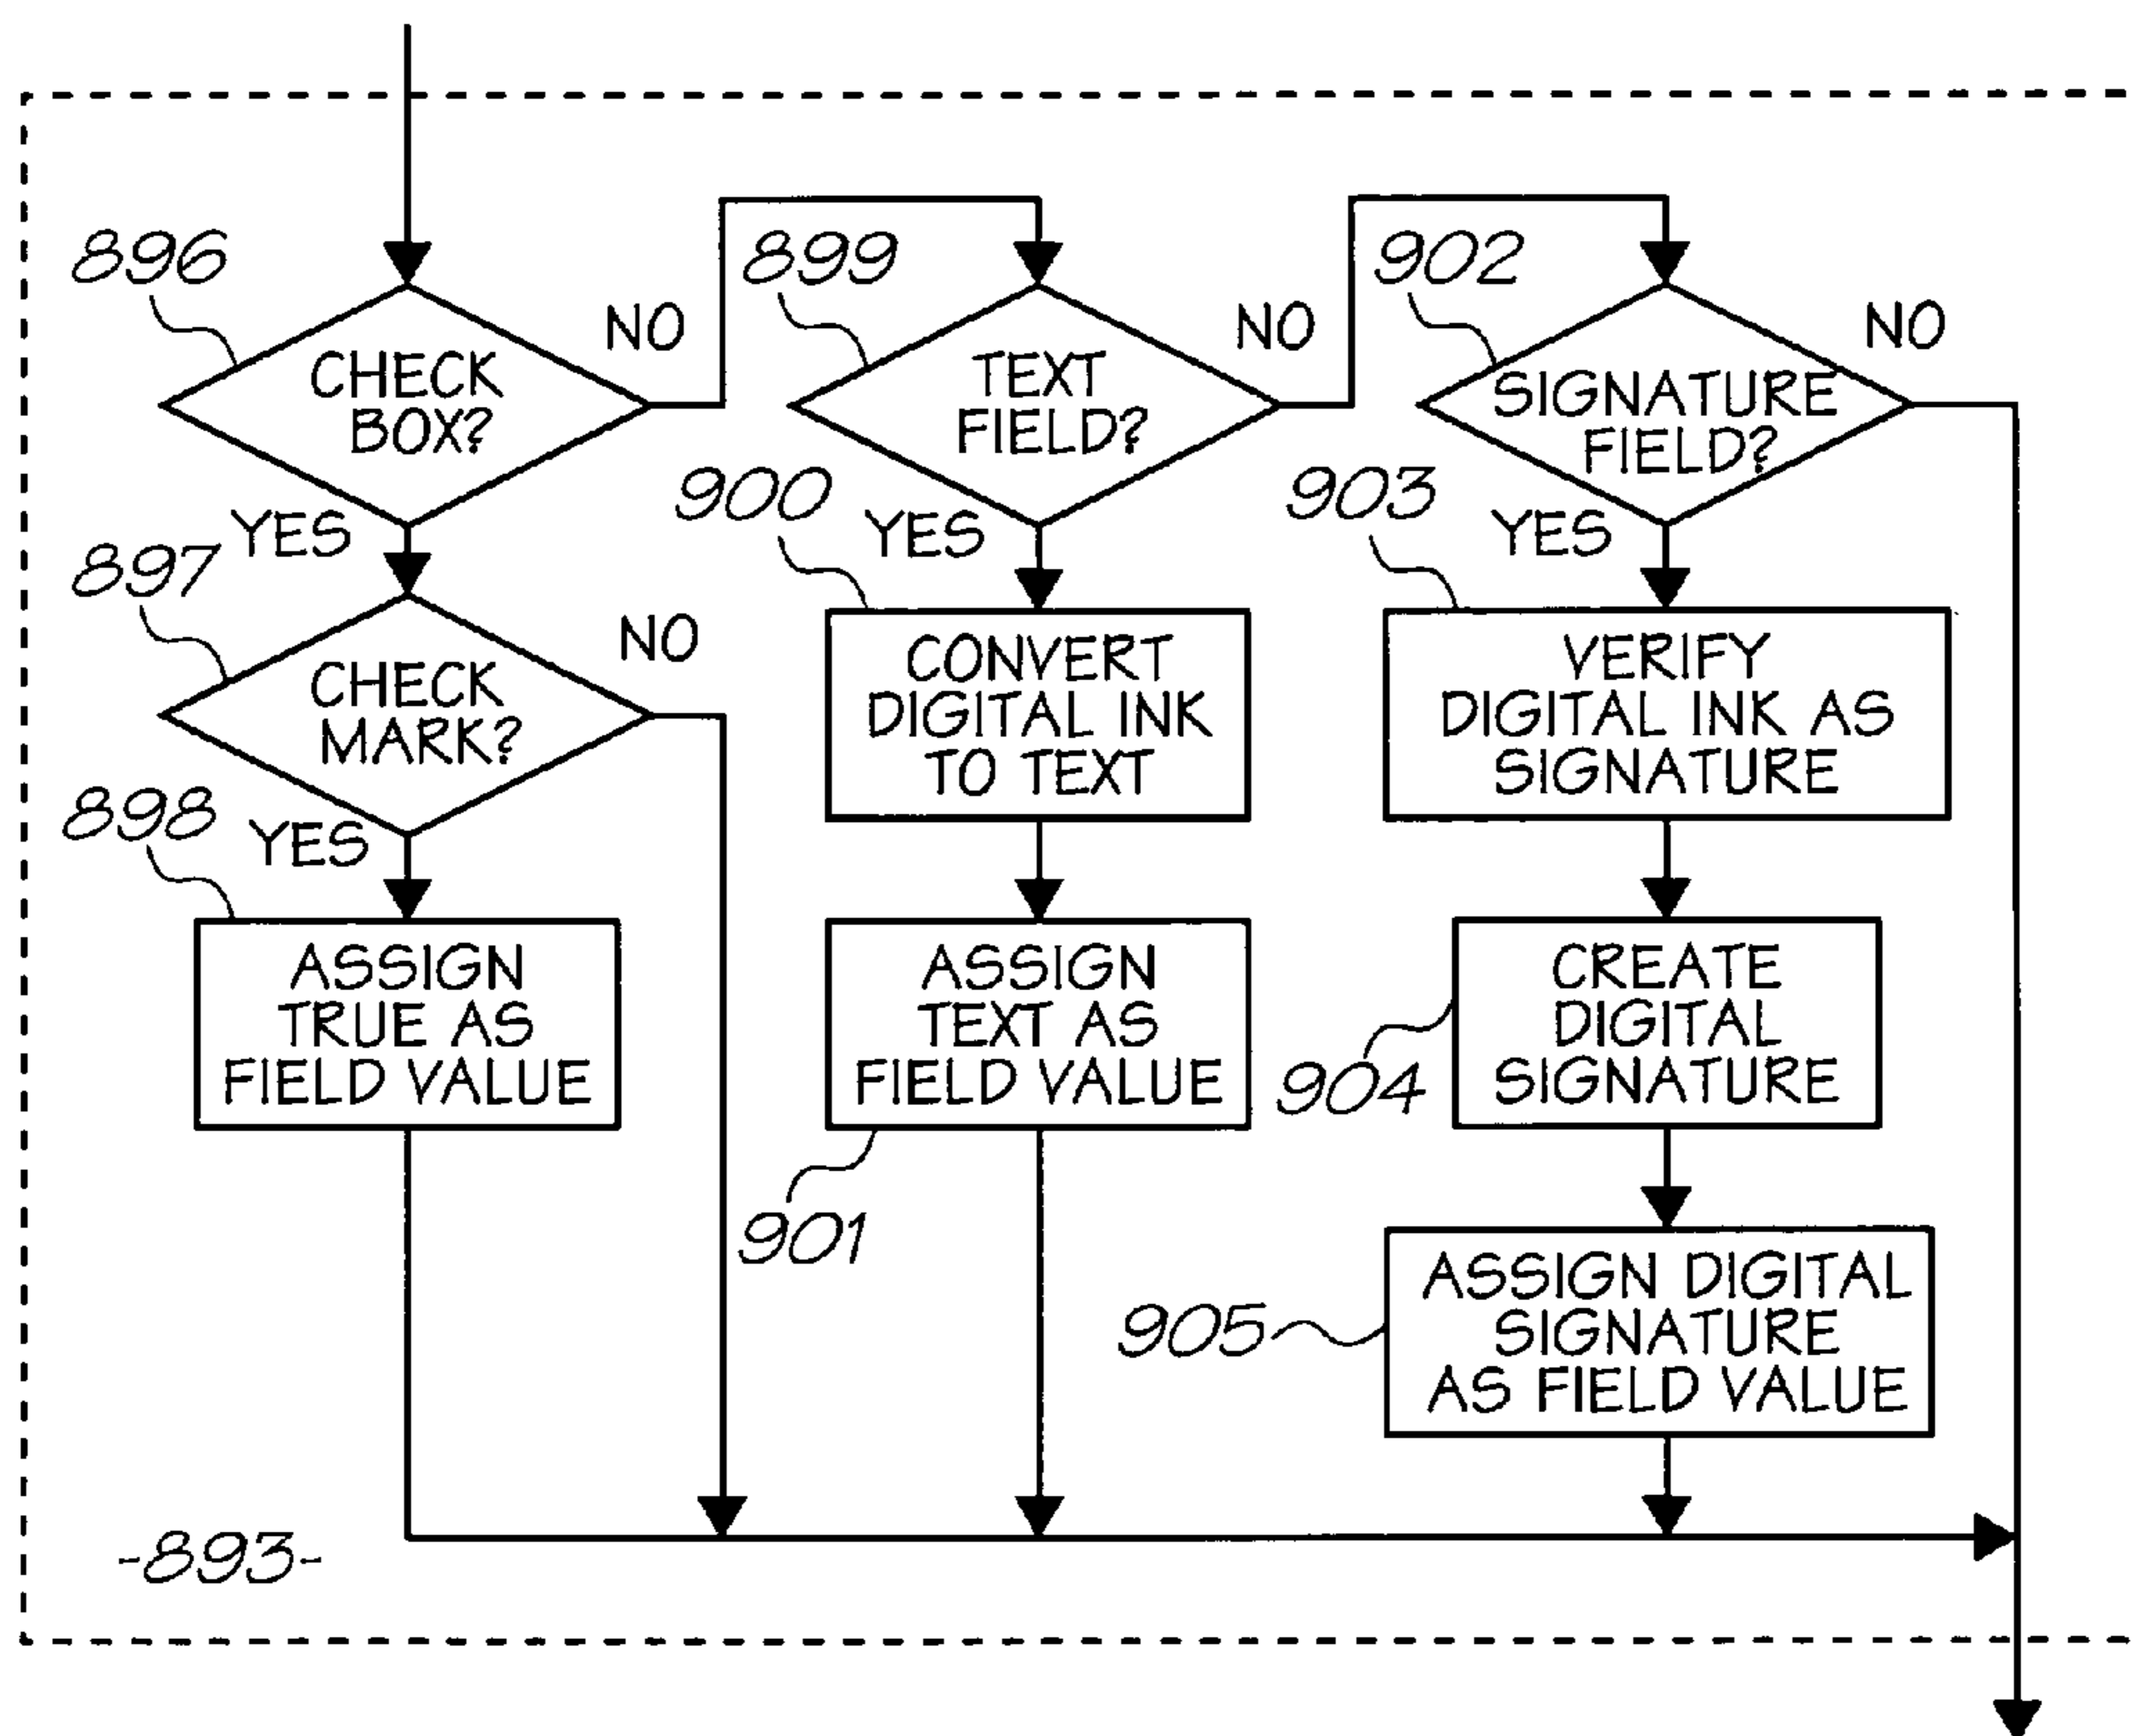 896
CHECK
BOX?
NO
YES
897
CHECK
MARK?
NO
YES
898
ASSIGN
TRUE AS
FIELD VALUE
899
TEXT
FIELD?
NO
YES
900
CONVERT
DIGITAL INK
TO TEXT
ASSIGN
TEXT AS
FIELD VALUE
901
902
SIGNATURE
FIELD?
NO
YES
903
VERIFY
DIGITAL INK AS
SIGNATURE
CREATE
DIGITAL
SIGNATURE
904
ASSIGN DIGITAL
SIGNATURE
AS FIELD VALUE
905
-893-